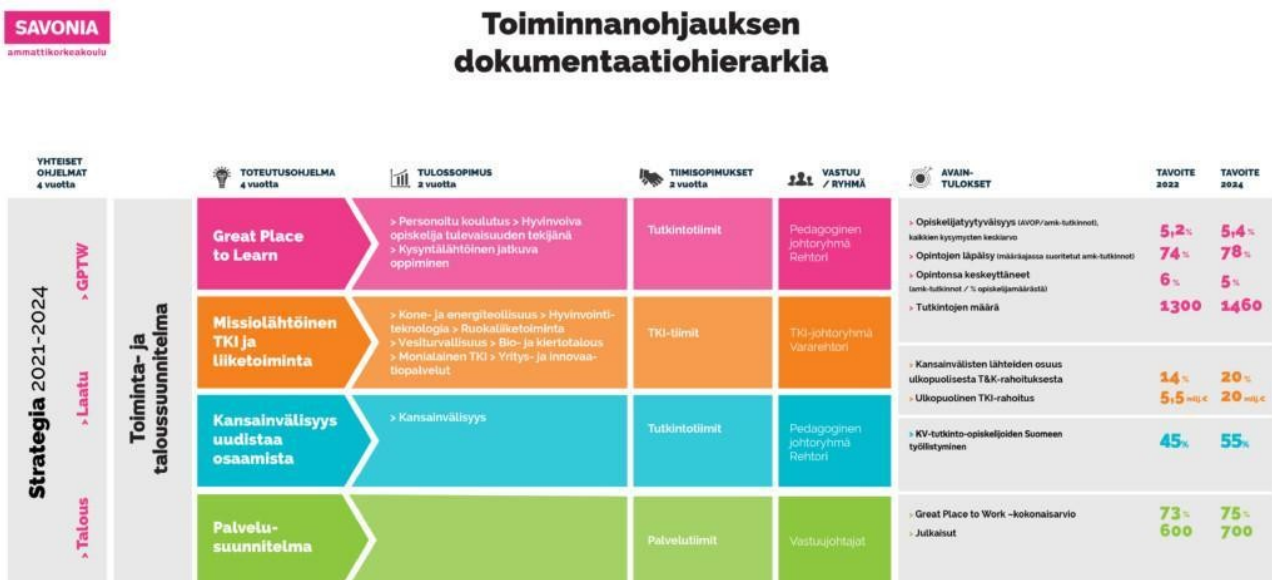 SAVONIA
ammattikorkeakoulu
Toiminnanohjauksen
dokumentaatiohierarkia
YHTEISET
OHJELMAT
4 vuotta
TOTEUTUSOHJELMA
4 vuotta
TULOSSOPIMUS
2 vuotta
TIIMISOPIMUKSET
2 vuotta
VASTUU
/ RYHMÄ
AVAIN-
TULOKSET
TAVOITE
2022
TAVOITE
2024
Strategia 2021-2024
> GPTW
> Laatu
> Talous
Toiminta- ja
taloussuunnitelma
Great Place
to Learn
> Personoitu koulutus > Hyvinvoiva
opiskelija tulevaisuuden tekijänä
> Kysyntälähtöinen jatkuva
oppiminen
Tutkintotiimit
Pedagoginen
johtoryhmä
Rehtori
> Opiskelijatyytyväisyys (AVOP/amk-tutkinnot),
kaikkien kysymysten keskiarvo
5,2% 5,4%
> Opintojen läpäisy (määräajassa suoritetut amk-tutkinnot)
74% 78%
> Opintonsa keskeyttäneet
(amk-tutkinnot / % opiskelijamäärästä)
6% 5%
> Tutkintojen määrä
1300 1460
Missiolähtöinen
TKI ja
liiketoiminta
> Kone- ja energiteollisuus > Hyvinvointi-
teknologia > Ruokaliiketoiminta
> Vesiturvallisuus > Bio- ja kiertotalous
> Monialainen TKI > Yritys- ja innovaa-
tiopalvelut
TKI-tiimit
TKI-johtoryhmä
Vararehtori
> Kansainvälisten lähteiden osuus
ulkopuolisesta T&K-rahoituksesta
14% 20%
> Ulkopuolinen TKI-rahoitus
5,5 milj.€ 20 milj.€
Kansainvälisyys
uudistaa
osaamista
> Kansainvälisyys
Tutkintotiimit
Pedagoginen
johtoryhmä
Rehtori
> KV-tutkinto-opiskelijoiden Suomeen
työllistyminen
45% 55%
Palvelu-
suunnitelma
Palvelutiimit
Vastuujohtajat
> Great Place to Work -kokonaisarvio
73% 75%
> Julkaisut
600 700